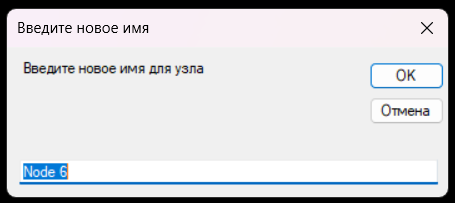 Введите новое имя
Введите новое имя для узла
OK
Отмена
Node 6